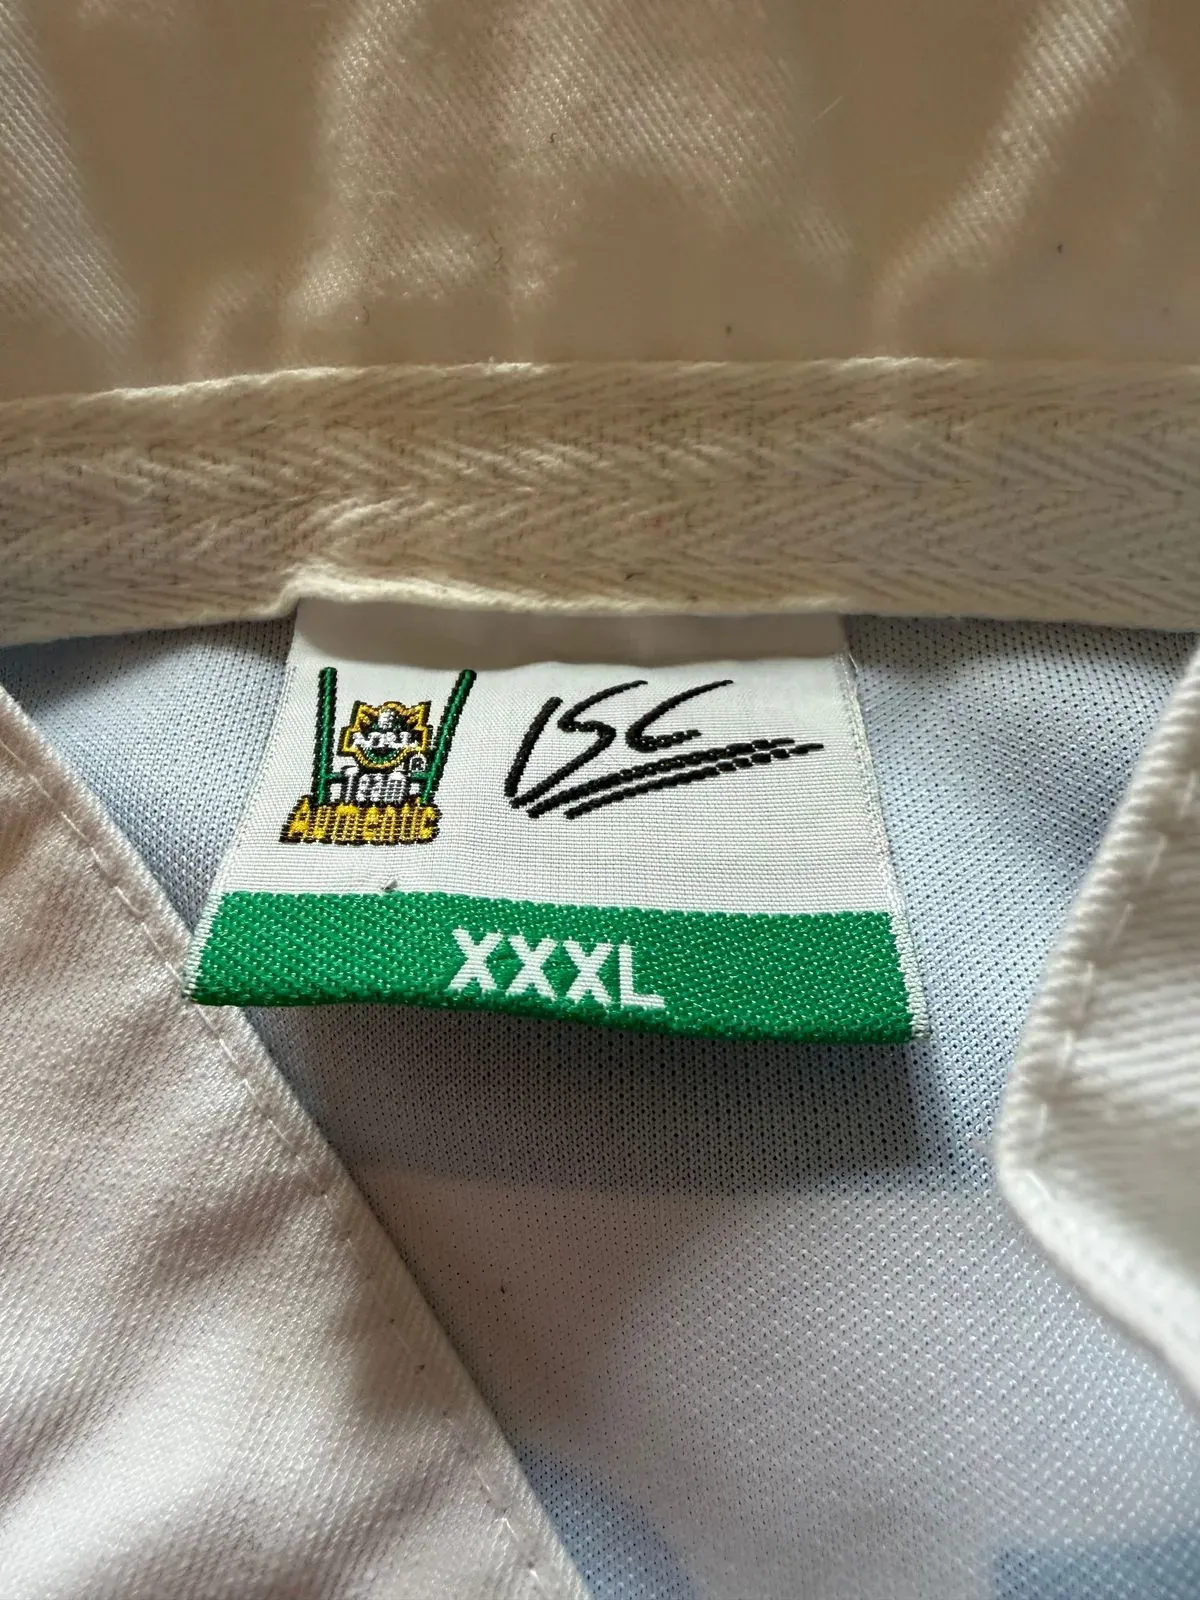 ISC
®
Team
Authentic
XXXL